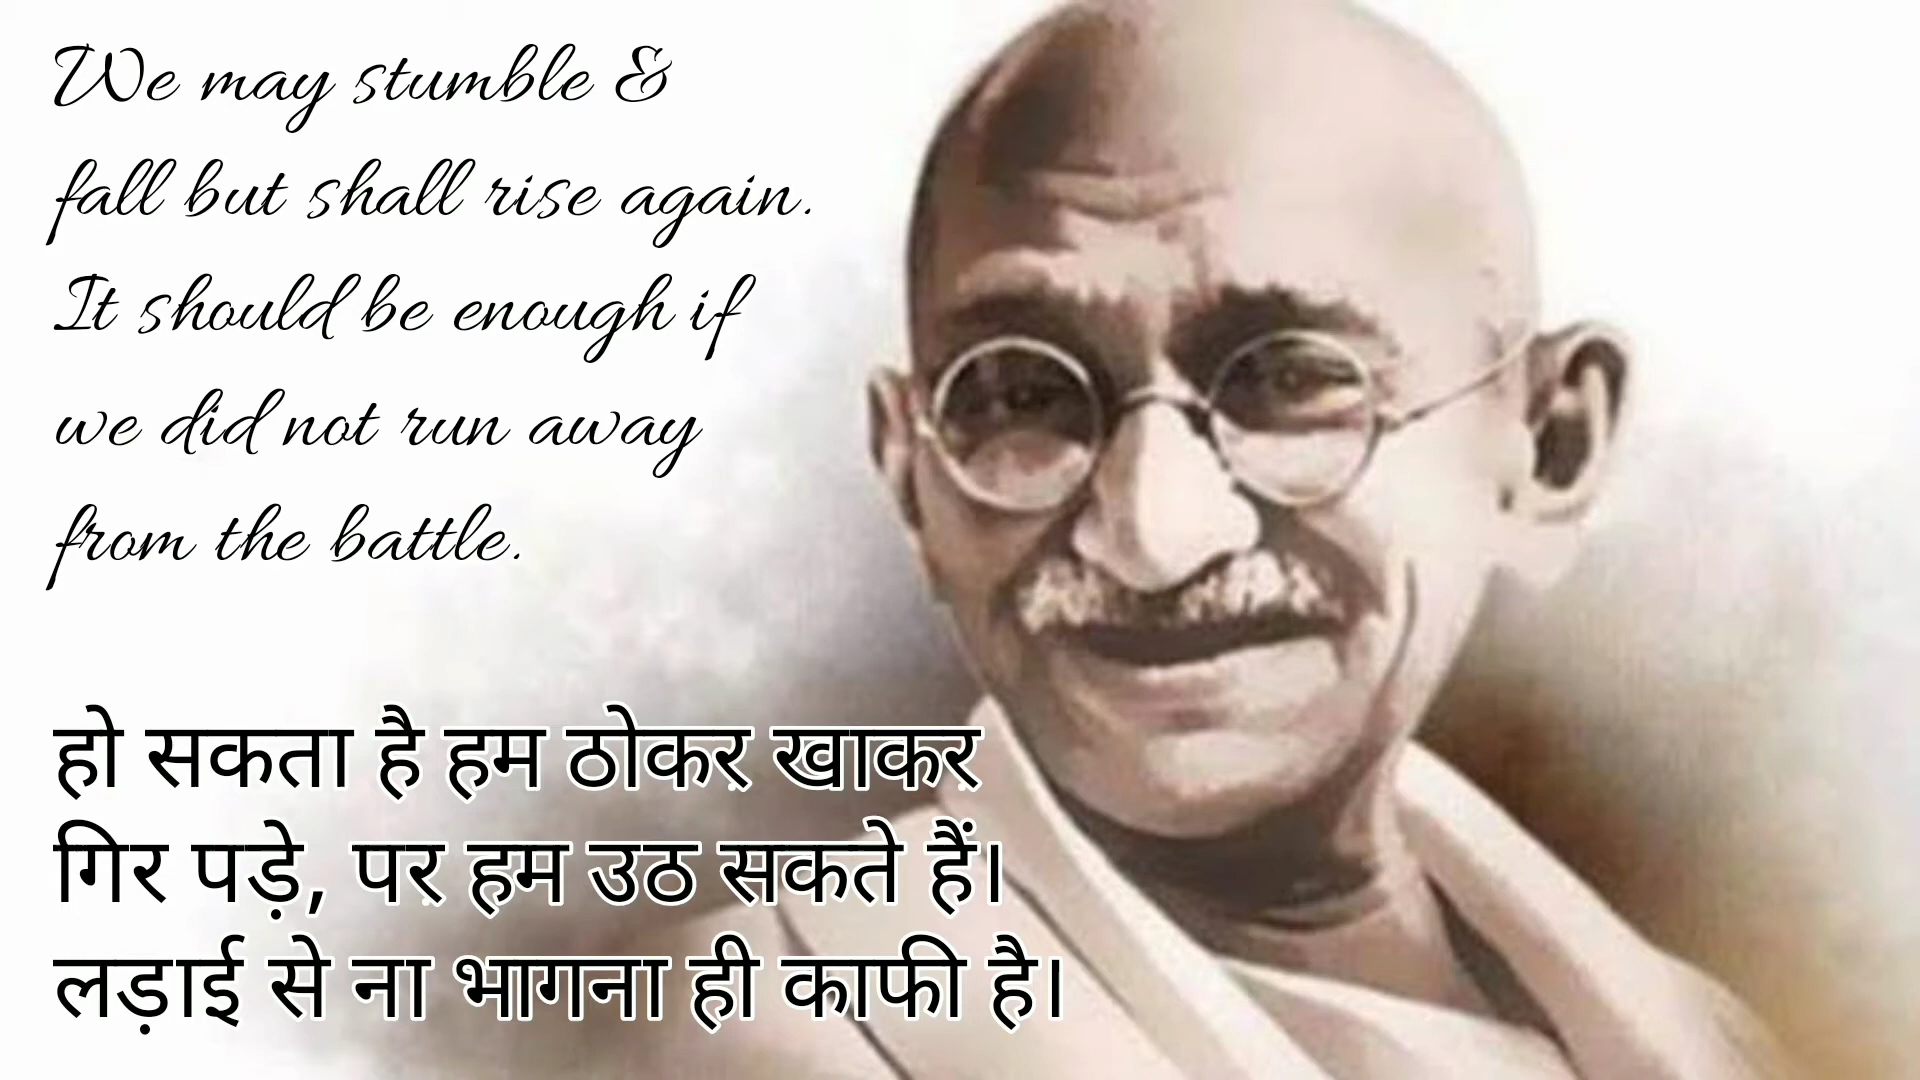 We may stumble &
fall but shall rise again.
It should be enough if
we did not run away
from the battle.
हो सकता है हम ठोकर खाकर
गिर पड़े, पर हम उठ सकते हैं।
लड़ाई से ना भागना ही काफी है।